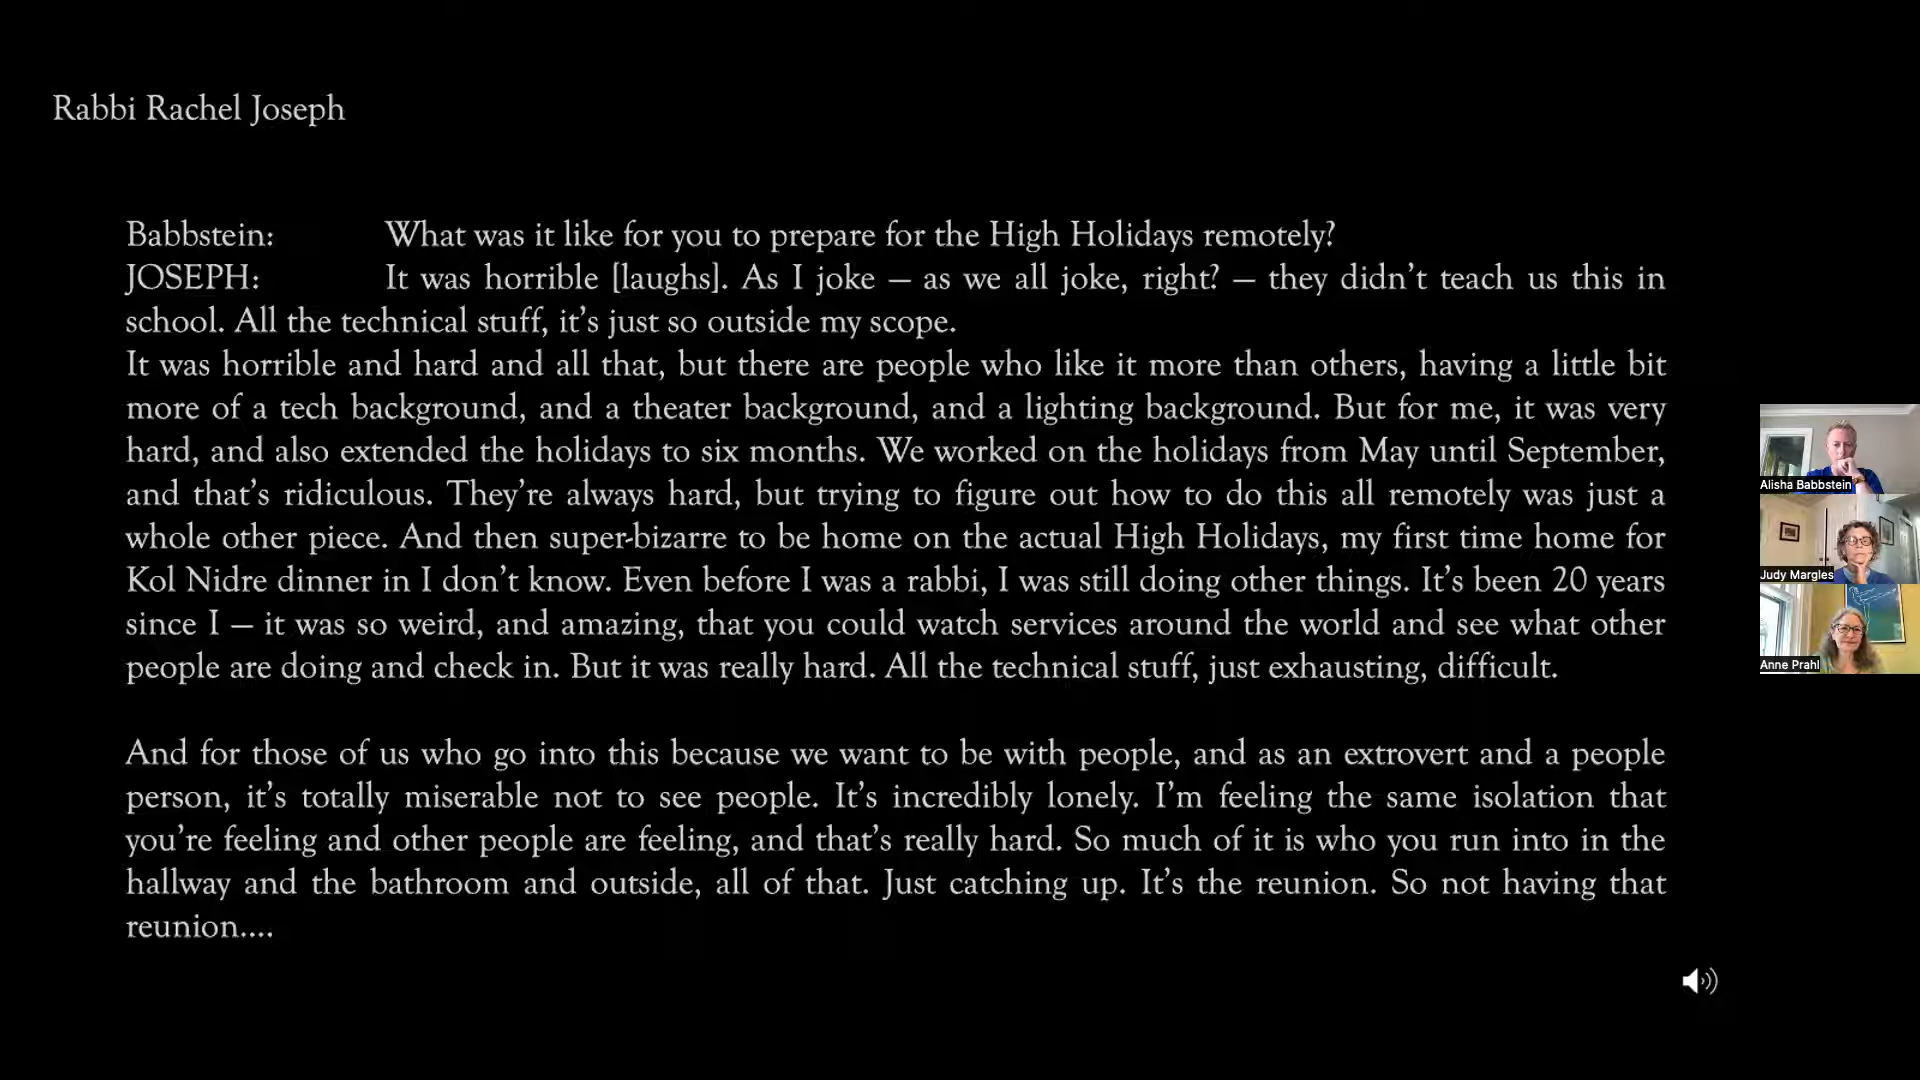 Rabbi Rachel Joseph
Babbstein: What was it like for you to prepare for the High Holidays remotely?
JOSEPH: It was horrible [laughs]. As I joke – as we all joke, right? – they didn't teach us this in
school. All the technical stuff, it's just so outside my scope.
It was horrible and hard and all that, but there are people who like it more than others, having a little bit
more of a tech background, and a theater background, and a lighting background. But for me, it was very
hard, and also extended the holidays to six months. We worked on the holidays from May until September,
and that's ridiculous. They're always hard, but trying to figure out how to do this all remotely was just a
whole other piece. And then super-bizarre to be home on the actual High Holidays, my first time home for
Kol Nidre dinner in I don't know. Even before I was a rabbi, I was still doing other things. It's been 20 years
since I – it was so weird, and amazing, that you could watch services around the world and see what other
people are doing and check in. But it was really hard. All the technical stuff, just exhausting, difficult.
And for those of us who go into this because we want to be with people, and as an extrovert and a people
person, it's totally miserable not to see people. It's incredibly lonely. I'm feeling the same isolation that
you're feeling and other people are feeling, and that's really hard. So much of it is who you run into in the
hallway and the bathroom and outside, all of that. Just catching up. It's the reunion. So not having that
reunion....
Alisha Babbstein
Judy Margles
Anne Prahl